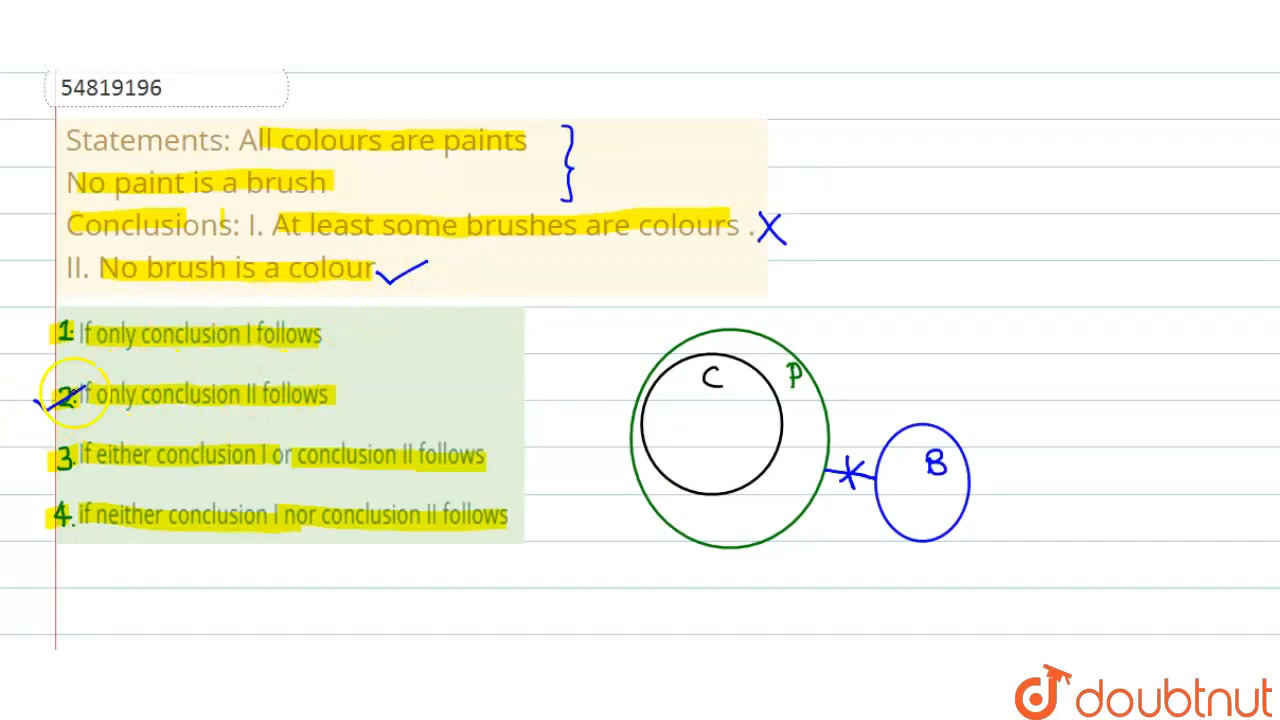 54819196
Statements: All colours are paints
No paint is a brush
Conclusions: I. At least some brushes are colours .
II. No brush is a colour
1. If only conclusion I follows
2. If only conclusion II follows
3. If either conclusion I or conclusion II follows
4. if neither conclusion I nor conclusion II follows
C
P
B
doubtnut